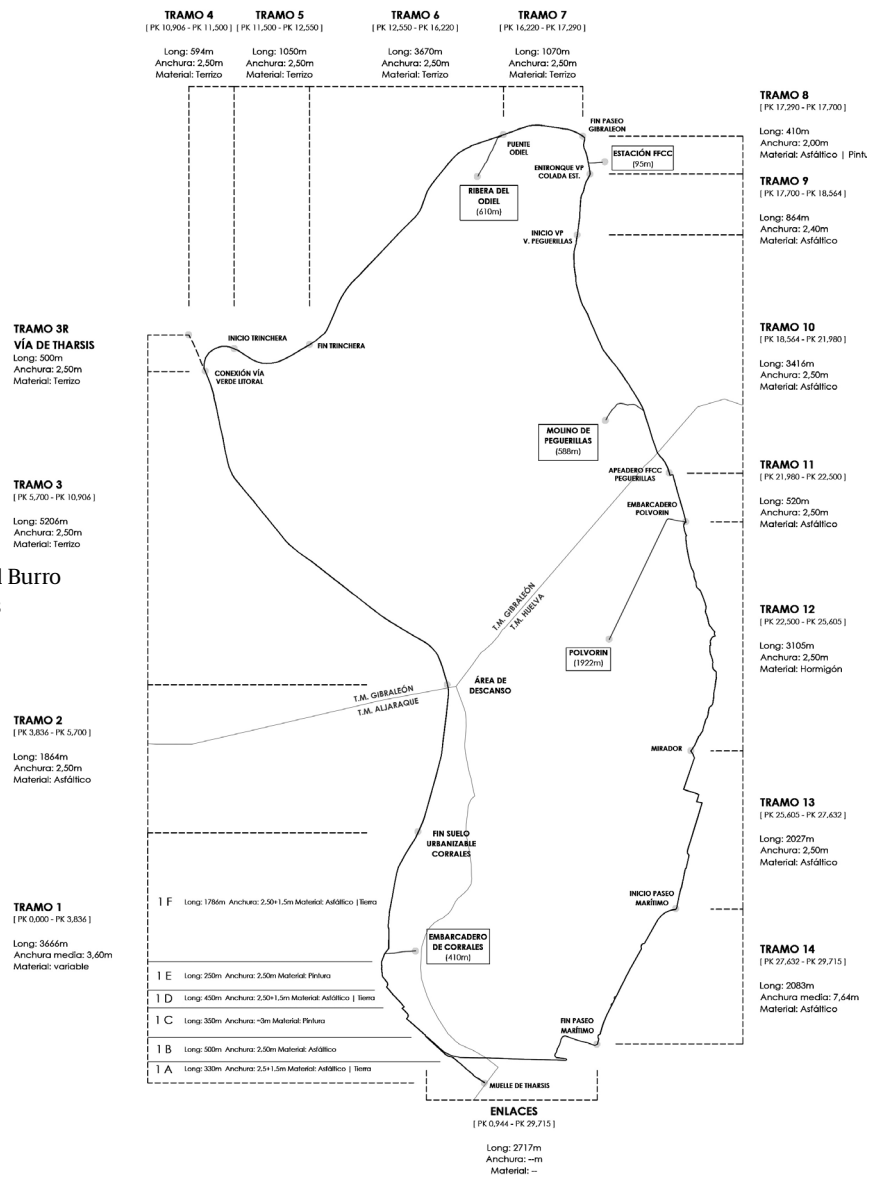 TRAMO 4
[ PK 10,906 - PK 11,500 ]
Long: 594m
Anchura: 2,50m
Material: Terrizo
TRAMO 5
[ PK 11,500 - PK 12,550 ]
Long: 1050m
Anchura: 2,50m
Material: Terrizo
TRAMO 6
[ PK 12,550 - PK 16,220 ]
Long: 3670m
Anchura: 2,50m
Material: Terrizo
TRAMO 7
[ PK 16,220 - PK 17,290 ]
Long: 1070m
Anchura: 2,50m
Material: Terrizo
TRAMO 8
[ PK 17,290 - PK 17,700 ]
Long: 410m
Anchura: 2,00m
Material: Asfáltico | Pint.
TRAMO 9
[ PK 17,700 - PK 18,564 ]
Long: 864m
Anchura: 2,40m
Material: Asfáltico
TRAMO 10
[ PK 18,564 - PK 21,980 ]
Long: 3416m
Anchura: 2,50m
Material: Asfáltico
TRAMO 11
[ PK 21,980 - PK 22,500 ]
Long: 520m
Anchura: 2,50m
Material: Asfáltico
TRAMO 12
[ PK 22,500 - PK 25,605 ]
Long: 3105m
Anchura: 2,50m
Material: Hormigón
TRAMO 13
[ PK 25,605 - PK 27,632 ]
Long: 2027m
Anchura: 2,50m
Material: Asfáltico
TRAMO 14
[ PK 27,632 - PK 29,715 ]
Long: 2083m
Anchura media: 7,64m
Material: Asfáltico
TRAMO 3R
VÍA DE THARSIS
Long: 500m
Anchura: 2,50m
Material: Terrizo
TRAMO 3
[ PK 5,700 - PK 10,906 ]
Long: 5206m
Anchura: 2,50m
Material: Terrizo
l Burro
s
TRAMO 2
[ PK 3,836 - PK 5,700 ]
Long: 1864m
Anchura: 2,50m
Material: Asfáltico
TRAMO 1
[ PK 0,000 - PK 3,836 ]
Long: 3666m
Anchura media: 3,60m
Material: variable
FIN PASEO
GIBRALEON
PUENTE
ODIEL
ESTACIÓN FFCC
(95m)
ENTRONQUE VP
COLADA EST.
RIBERA DEL
ODIEL
(610m)
INICIO VP
V. PEGUERILLAS
INICIO TRINCHERA
FIN TRINCHERA
CONEXIÓN VÍA
VERDE LITORAL
MOLINO DE
PEGUERILLAS
(588m)
APEADERO FFCC
PEGUERILLAS
EMBARCADERO
POLVORIN
T.M. GIBRALEÓN
T.M. HUELVA
POLVORIN
(1922m)
ÁREA DE
DESCANSO
T.M. GIBRALEÓN
T.M. ALJARAQUE
MIRADOR
FIN SUELO
URBANIZABLE
CORRALES
INICIO PASEO
MARÍTIMO
EMBARCADERO
DE CORRALES
(410m)
1 F Long: 1786m Anchura: 2,50+1,5m Material: Asfáltico | Tierra
1 E Long: 250m Anchura: 2,50m Material: Pintura
1 D Long: 450m Anchura: 2,50+1,5m Material: Asfáltico | Tierra
1 C Long: 350m Anchura: ~3m Material: Pintura
1 B Long: 500m Anchura: 2,50m Material: Asfáltico
1 A Long: 330m Anchura: 2,5+1,5m Material: Asfáltico | Tierra
FIN PASEO
MARÍTIMO
MUELLE DE THARSIS
ENLACES
[ PK 0,944 - PK 29,715 ]
Long: 2717m
Anchura: --m
Material: --